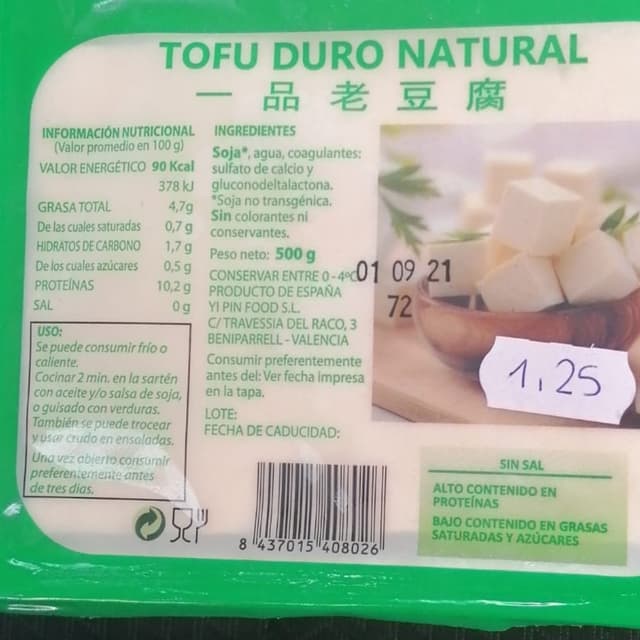 TOFU DURO NATURAL
一品老豆腐
INFORMACIÓN NUTRICIONAL
(Valor promedio en 100 g)
VALOR ENERGÉTICO 90 Kcal
378 kJ
GRASA TOTAL 4,7g
De las cuales saturadas 0,7 g
HIDRATOS DE CARBONO 1,7 g
De los cuales azúcares 0,5 g
PROTEÍNAS 10,2 g
SAL 0 g
USO:
Se puede consumir frío o
caliente.
Cocinar 2 min. en la sartén
con aceite y/o salsa de soja,
o guisado con verduras.
También se puede trocear
y usar crudo en ensaladas.
Una vez abierto consumir
preferentemente antes
de tres días.
INGREDIENTES
Soja*, agua, coagulantes:
sulfato de calcio y
gluconodeltalactona.
*Soja no transgénica.
Sin colorantes ni
conservantes.
Peso neto: 500 g
CONSERVAR ENTRE 0-4ºC
PRODUCTO DE ESPAÑA
YI PIN FOOD S.L.
C/ TRAVESSIA DEL RACO, 3
BENIPARRELL - VALENCIA
Consumir preferentemente
antes del: Ver fecha impresa
en la tapa.
LOTE:
FECHA DE CADUCIDAD:
01 09 21
72
1,25
8 437015 408026
SIN SAL
ALTO CONTENIDO EN
PROTEÍNAS
BAJO CONTENIDO EN GRASAS
SATURADAS Y AZÚCARES